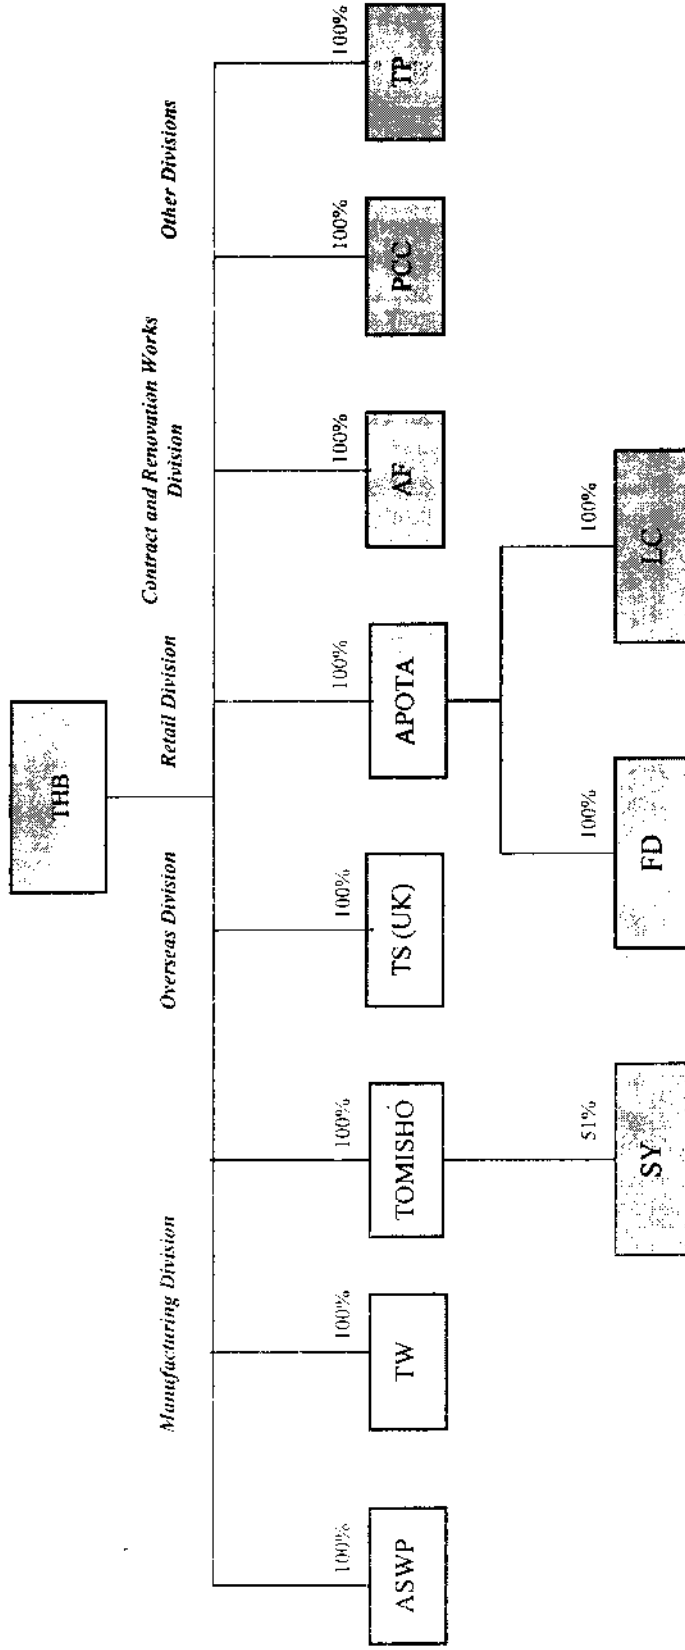 THB
Manufacturing Division
Overseas Division
Retail Division
Contract and Renovation Works
Division
Other Divisions
100%
100%
100%
100%
100%
100%
100%
100%
ASWP
TW
TOMISHO
TS (UK)
APOTA
AF
PCC
TP
51%
100%
100%
SY
FD
LC